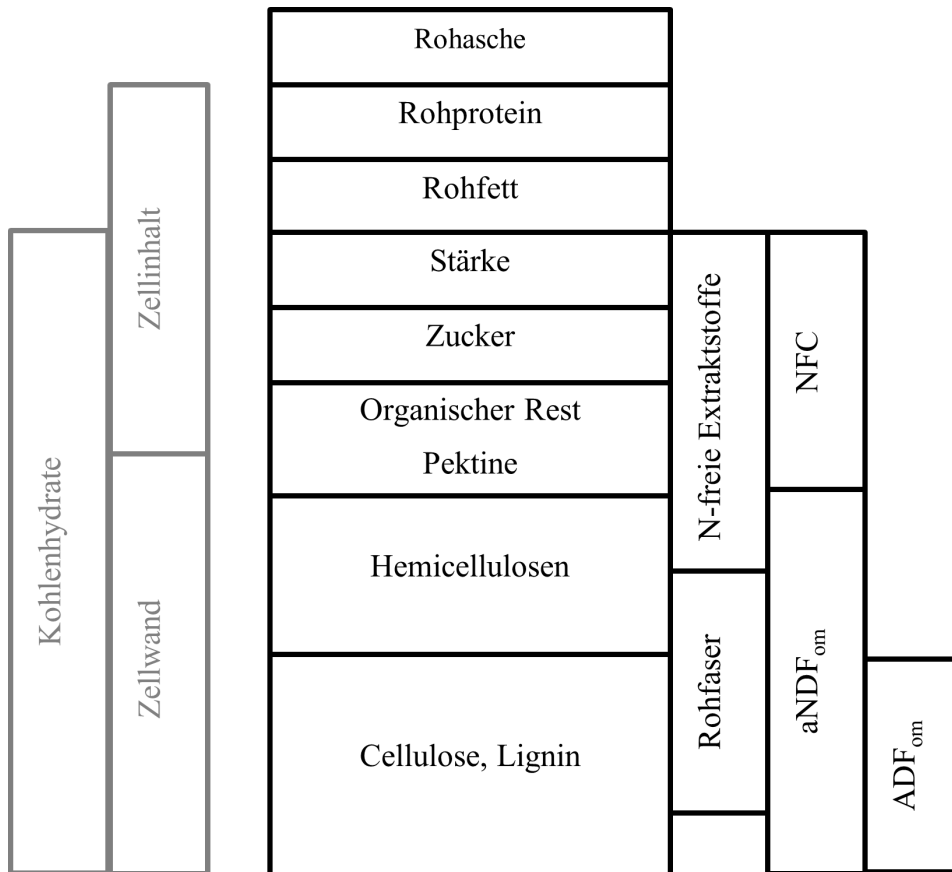 Rohasche
Rohprotein
Rohfett
Stärke
Zucker
Organischer Rest
Pektine
Hemicellulosen
Cellulose, Lignin
Kohlenhydrate
Zellinhalt
Zellwand
N-freie Extraktstoffe
Rohfaser
NFC
aNDFom
ADFom